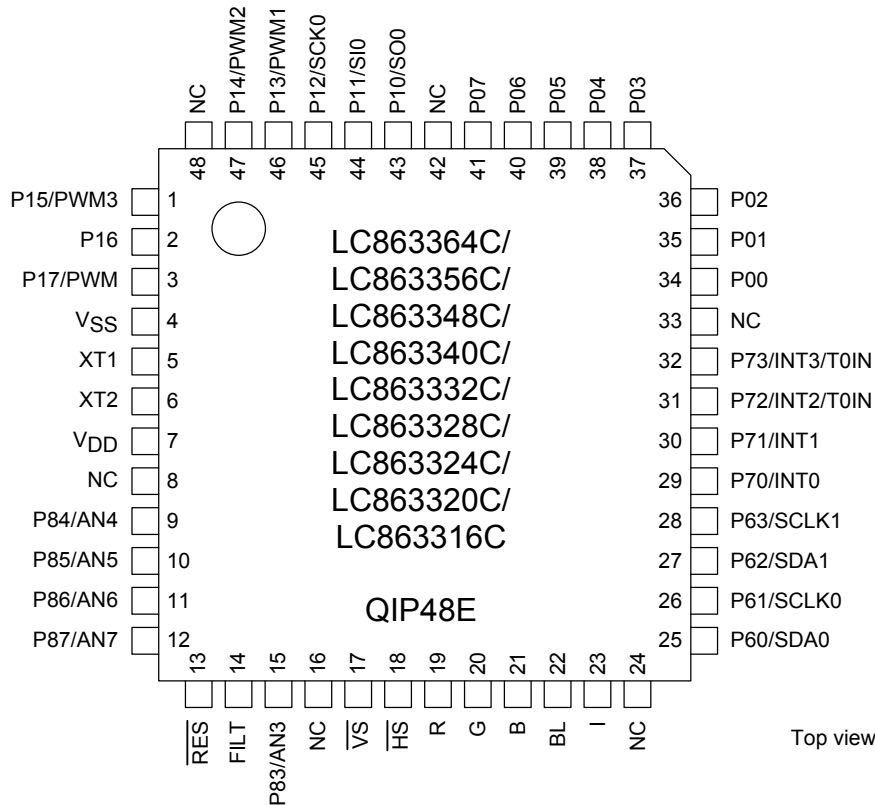 NC
P14/PWM2
P13/PWM1
P12/SCK0
P11/SI0
P10/SO0
NC
P07
P06
P05
P04
P03
48
47
46
45
44
43
42
41
40
39
38
37
P15/PWM3 1
P16 2
P17/PWM 3
VSS 4
XT1 5
XT2 6
VDD 7
NC 8
P84/AN4 9
P85/AN5 10
P86/AN6 11
P87/AN7 12
LC863364C/
LC863356C/
LC863348C/
LC863340C/
LC863332C/
LC863328C/
LC863324C/
LC863320C/
LC863316C
QIP48E
36 P02
35 P01
34 P00
33 NC
32 P73/INT3/T0IN
31 P72/INT2/T0IN
30 P71/INT1
29 P70/INT0
28 P63/SCLK1
27 P62/SDA1
26 P61/SCLK0
25 P60/SDA0
13
14
15
16
17
18
19
20
21
22
23
24
RES
FILT
P83/AN3
NC
VS
HS
R
G
B
BL
I
NC
Top view